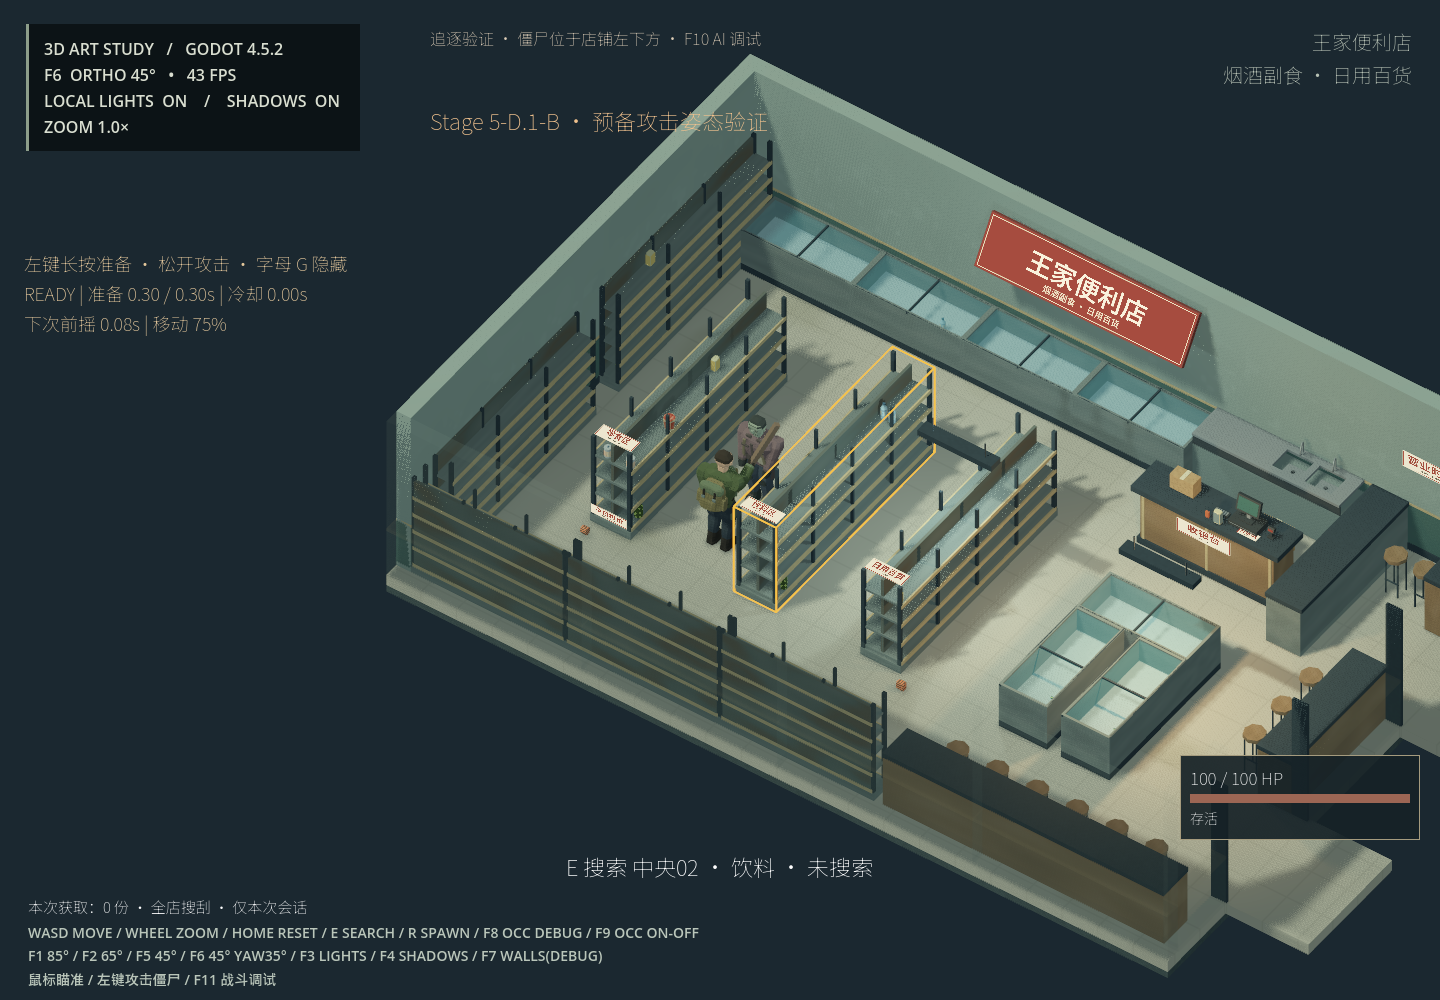 3D ART STUDY / GODOT 4.5.2
F6 ORTHO 45° • 43 FPS
LOCAL LIGHTS ON / SHADOWS ON
ZOOM 1.0×
追逐验证 · 僵尸位于店铺左下方 · F10 AI 调试
Stage 5-D.1-B · 预备攻击姿态验证
王家便利店
烟酒副食 · 日用百货
左键长按准备 · 松开攻击 · 字母 G 隐藏
READY | 准备 0.30 / 0.30s | 冷却 0.00s
下次前摇 0.08s | 移动 75%
王家便利店
烟酒副食 · 日用百货
饮料区
日用百货
收银台
100 / 100 HP
存活
E 搜索 中央02 · 饮料 · 未搜索
本次获取：0 份 · 全店搜刮 · 仅本次会话
WASD MOVE / WHEEL ZOOM / HOME RESET / E SEARCH / R SPAWN / F8 OCC DEBUG / F9 OCC ON-OFF
F1 85° / F2 65° / F5 45° / F6 45° YAW35° / F3 LIGHTS / F4 SHADOWS / F7 WALLS(DEBUG)
鼠标瞄准 / 左键攻击僵尸 / F11 战斗调试